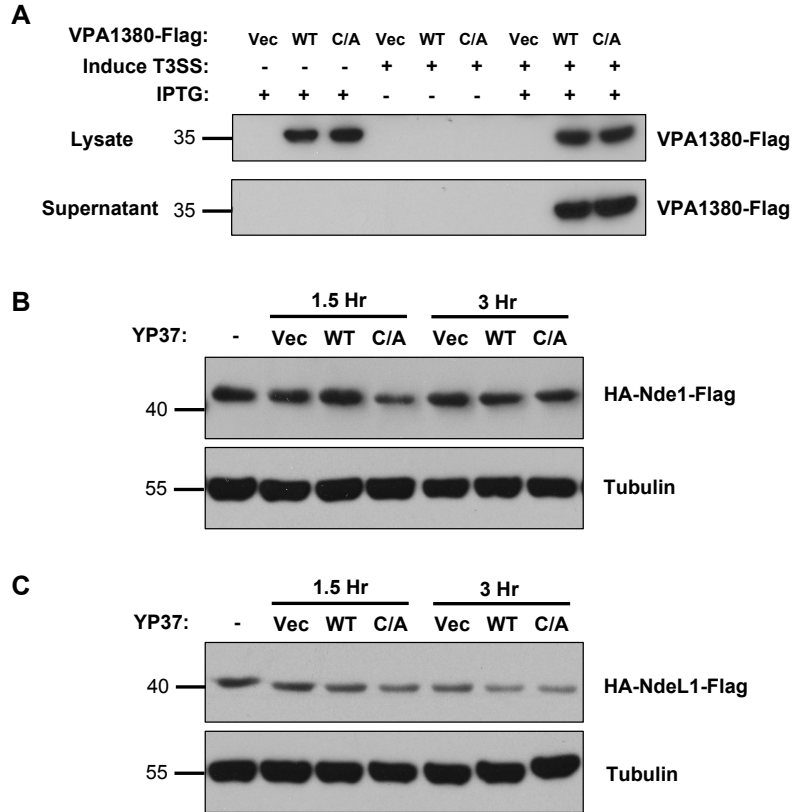 A
VPA1380-Flag: Vec WT C/A Vec WT C/A Vec WT C/A
Induce T3SS: - - - + + + + + +
IPTG: + + + - - - + + +
Lysate 35 VPA1380-Flag
Supernatant 35 VPA1380-Flag
B
1.5 Hr 3 Hr
YP37: - Vec WT C/A Vec WT C/A
40 HA-Nde1-Flag
55 Tubulin
C
1.5 Hr 3 Hr
YP37: - Vec WT C/A Vec WT C/A
40 HA-NdeL1-Flag
55 Tubulin